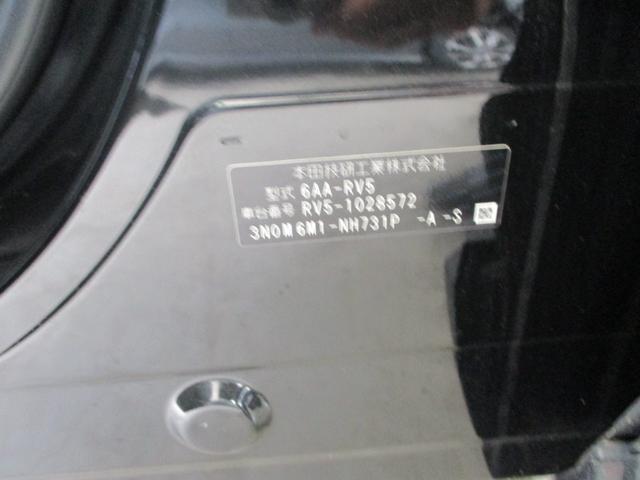 本田技研工業株式会社
型式 6AA-RV5
車台番号 RV5-1028572
3N0M6M1-NH731P -A-S